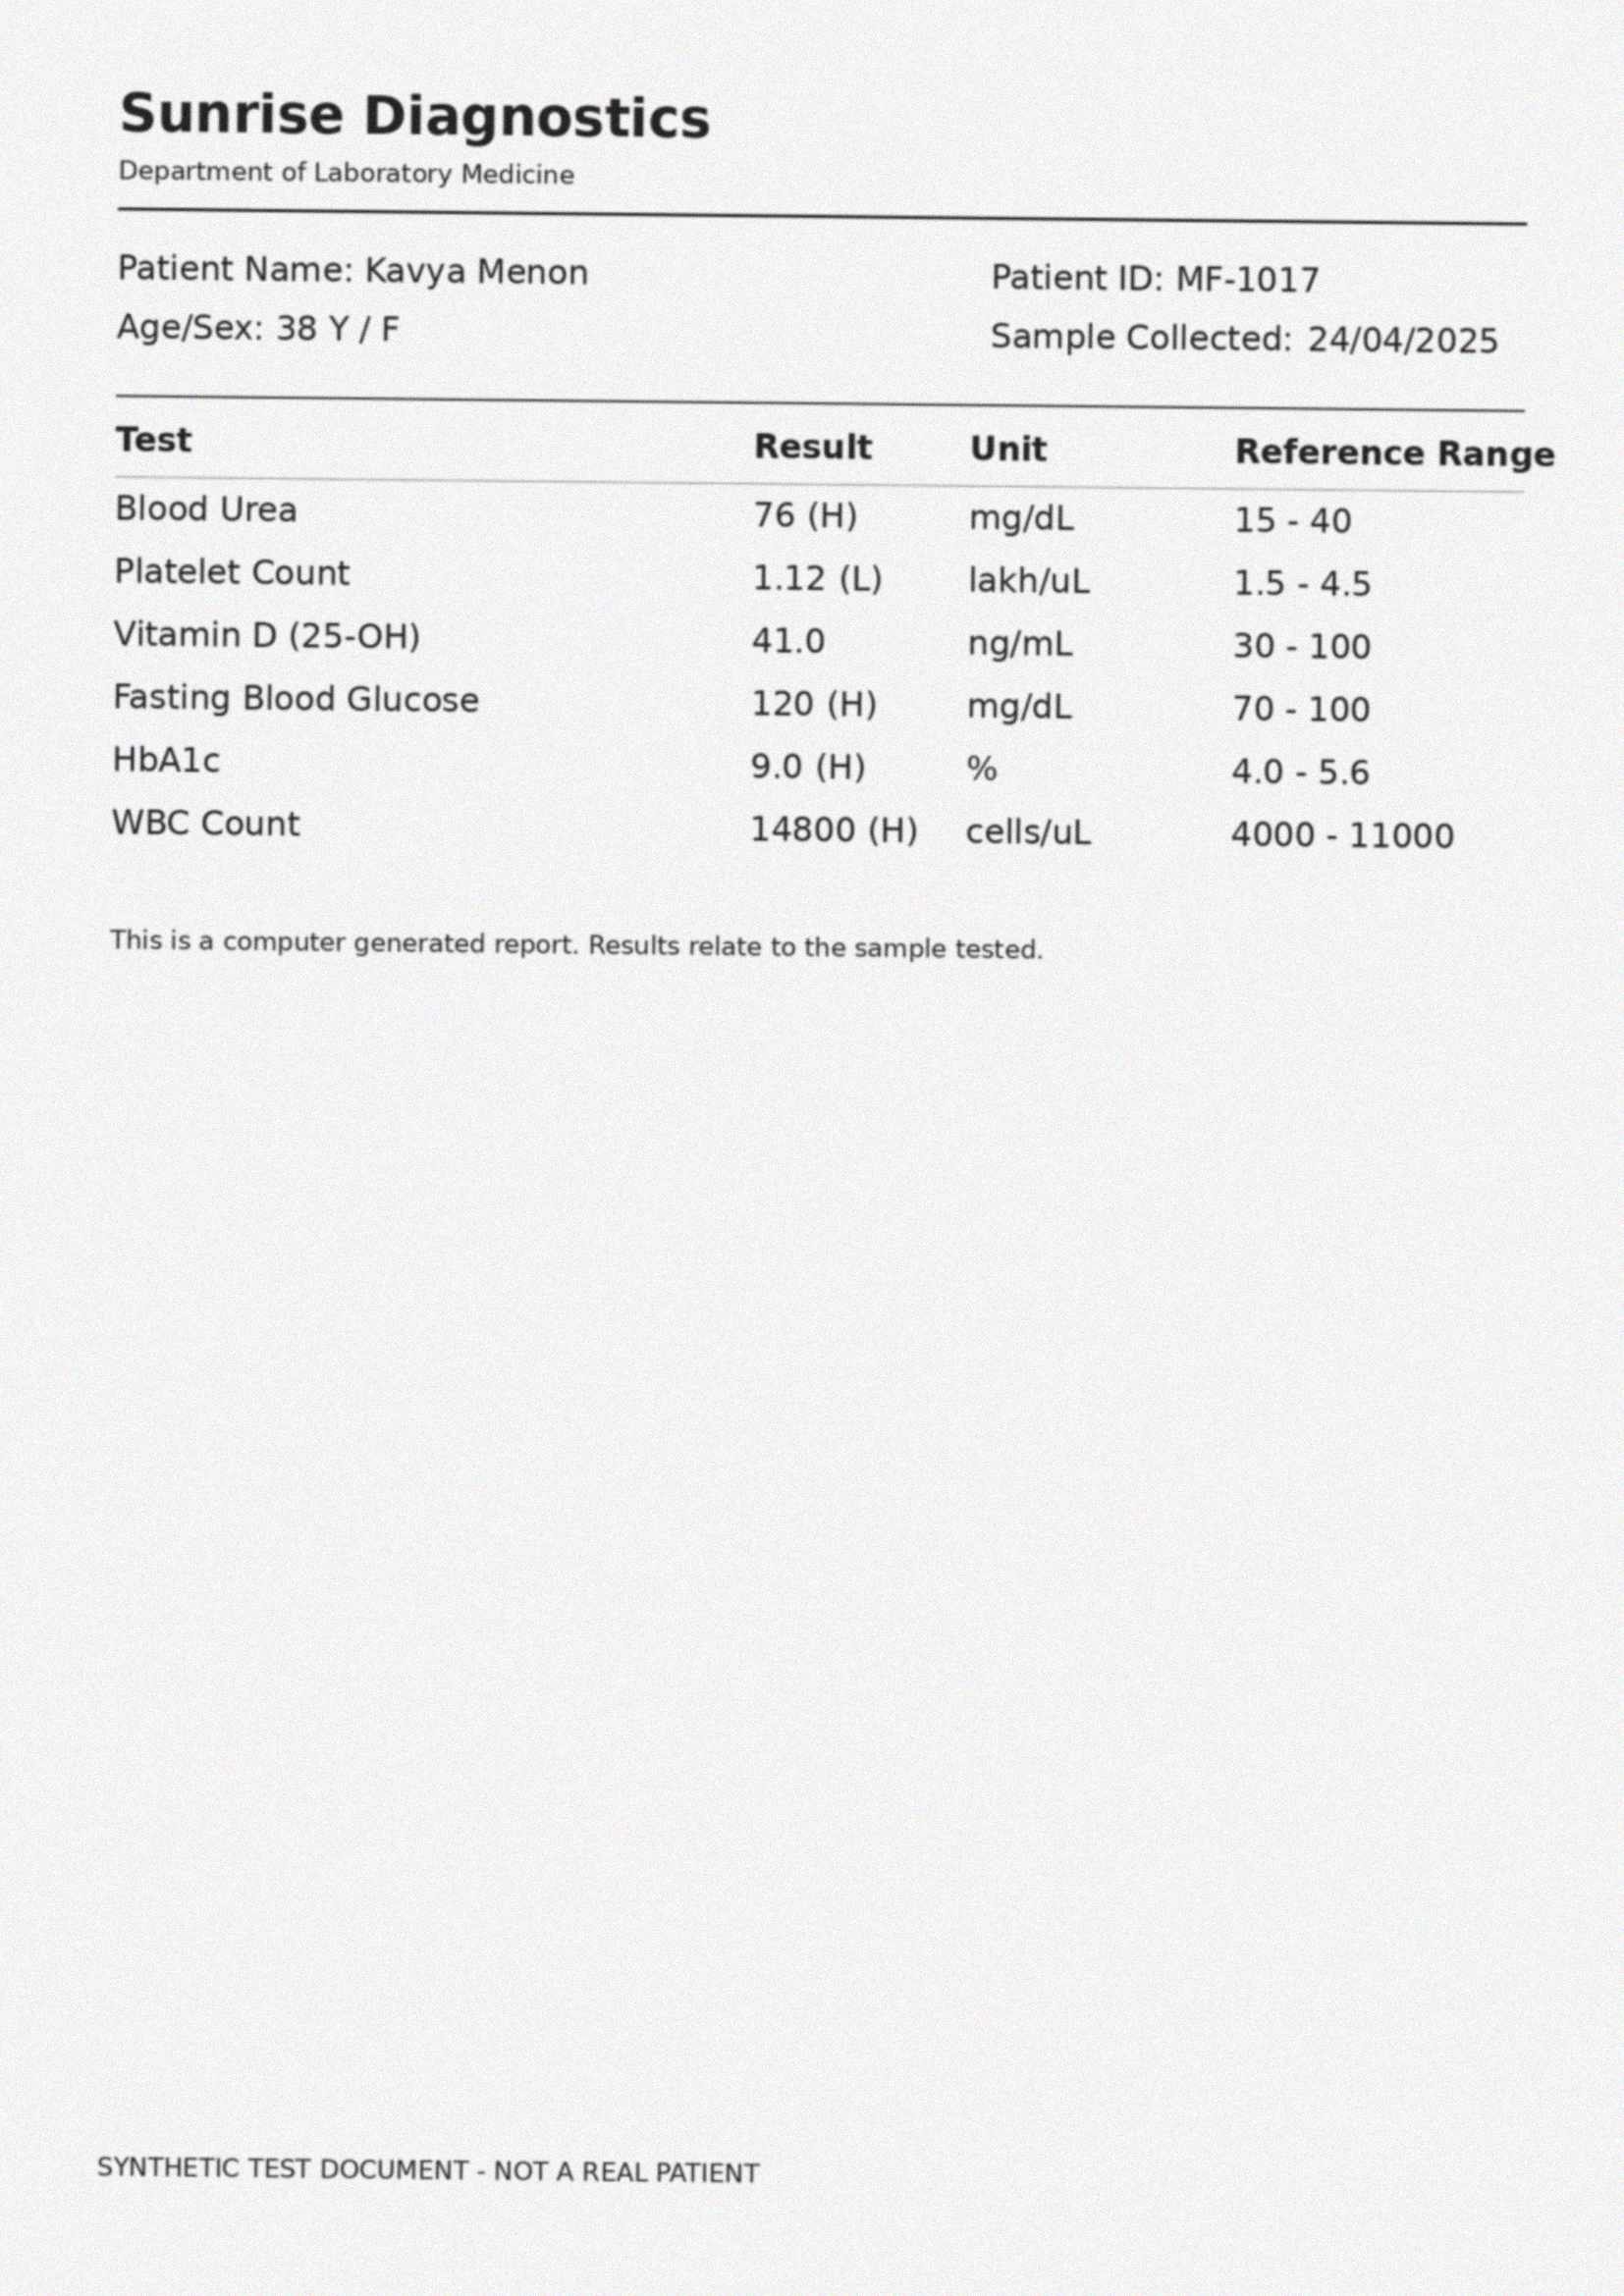 Sunrise Diagnostics
Department of Laboratory Medicine
Patient Name: Kavya Menon Patient ID: MF-1017
Age/Sex: 38 Y / F Sample Collected: 24/04/2025
Test Result Unit Reference Range
Blood Urea 76 (H) mg/dL 15 - 40
Platelet Count 1.12 (L) lakh/uL 1.5 - 4.5
Vitamin D (25-OH) 41.0 ng/mL 30 - 100
Fasting Blood Glucose 120 (H) mg/dL 70 - 100
HbA1c 9.0 (H) % 4.0 - 5.6
WBC Count 14800 (H) cells/uL 4000 - 11000
This is a computer generated report. Results relate to the sample tested.
SYNTHETIC TEST DOCUMENT - NOT A REAL PATIENT